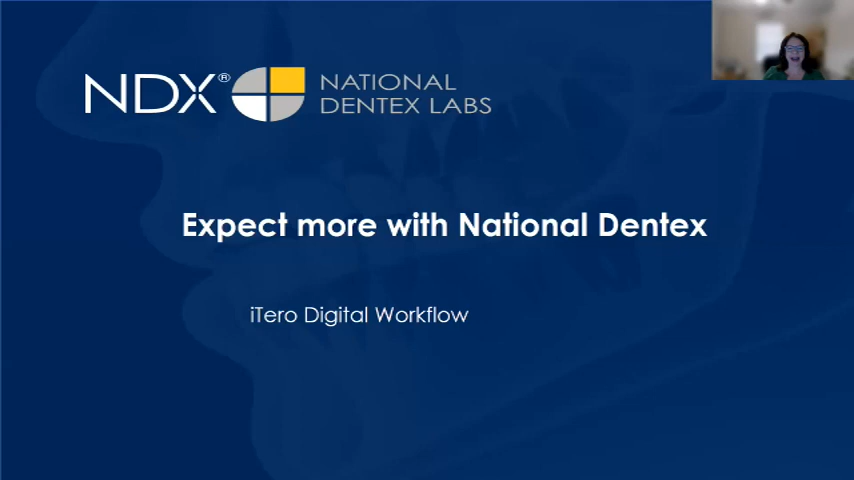 NDX® NATIONAL
DENTEX LABS
Expect more with National Dentex
iTero Digital Workflow